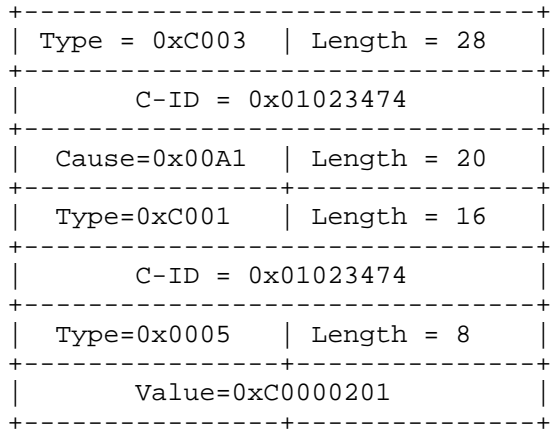 Type = 0xC003 | Length = 28
C-ID = 0x01023474
Cause=0x00A1 | Length = 20
Type=0xC001 | Length = 16
C-ID = 0x01023474
Type=0x0005 | Length = 8
Value=0xC0000201